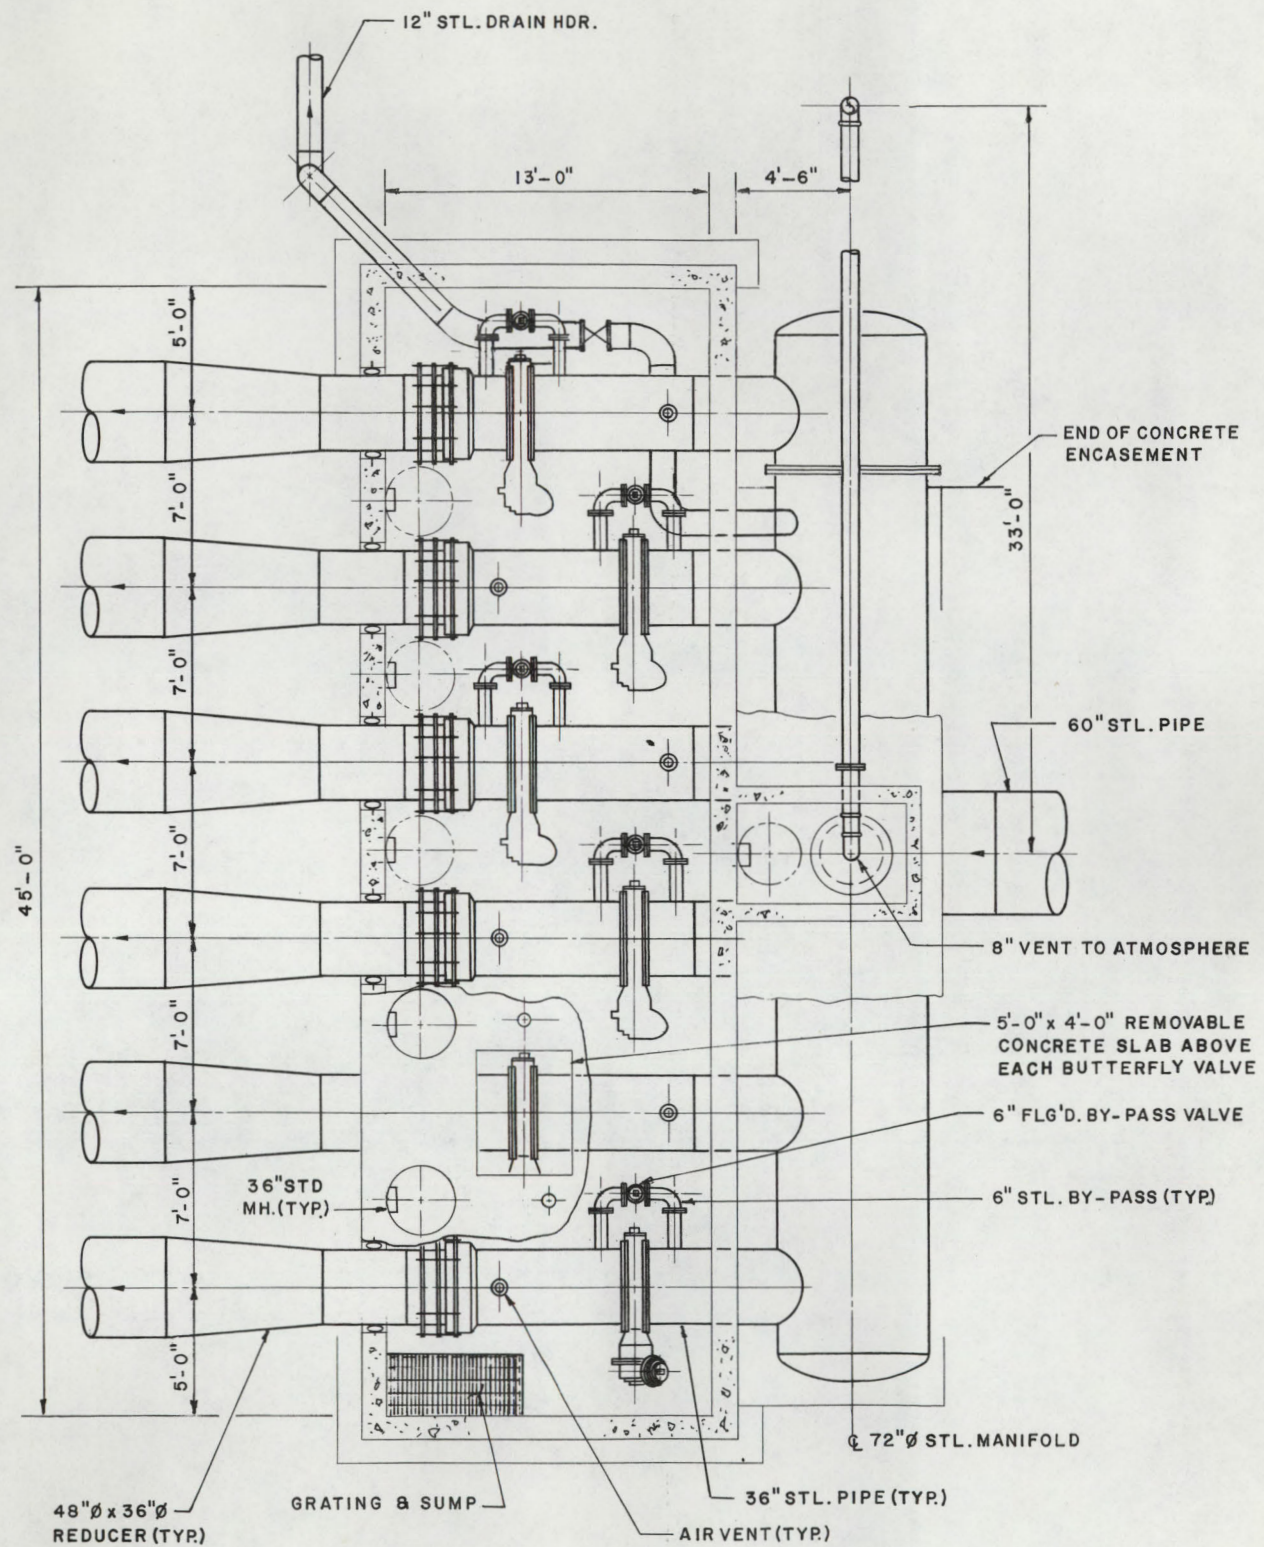 12" STL. DRAIN HDR.
13'-0"
4'-6"
5'-0"
7'-0"
7'-0"
7'-0"
7'-0"
7'-0"
5'-0"
45'-0"
33'-0"
END OF CONCRETE
ENCASEMENT
60" STL. PIPE
8" VENT TO ATMOSPHERE
5'-0" x 4'-0" REMOVABLE
CONCRETE SLAB ABOVE
EACH BUTTERFLY VALVE
6" FLG'D. BY-PASS VALVE
36" STD
MH. (TYP.)
6" STL. BY-PASS (TYP.)
℄ 72"Ø STL. MANIFOLD
48"Ø x 36"Ø
REDUCER (TYP.)
GRATING & SUMP
36" STL. PIPE (TYP.)
AIR VENT (TYP.)